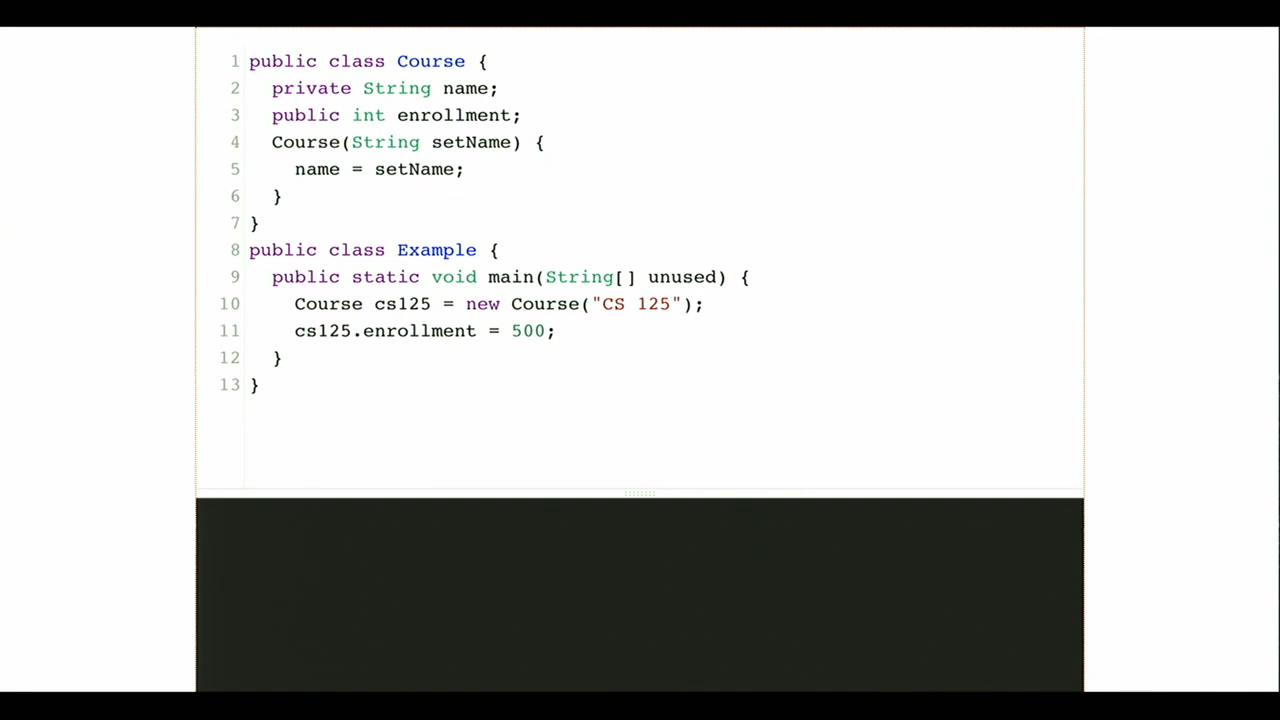 1 public class Course {
2   private String name;
3   public int enrollment;
4   Course(String setName) {
5     name = setName;
6   }
7 }
8 public class Example {
9   public static void main(String[] unused) {
10     Course cs125 = new Course("CS 125");
11     cs125.enrollment = 500;
12   }
13 }